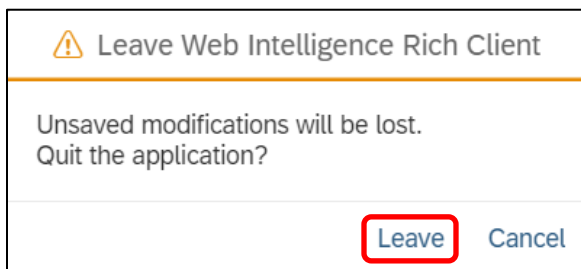 Leave Web Intelligence Rich Client
Unsaved modifications will be lost.
Quit the application?
Leave Cancel